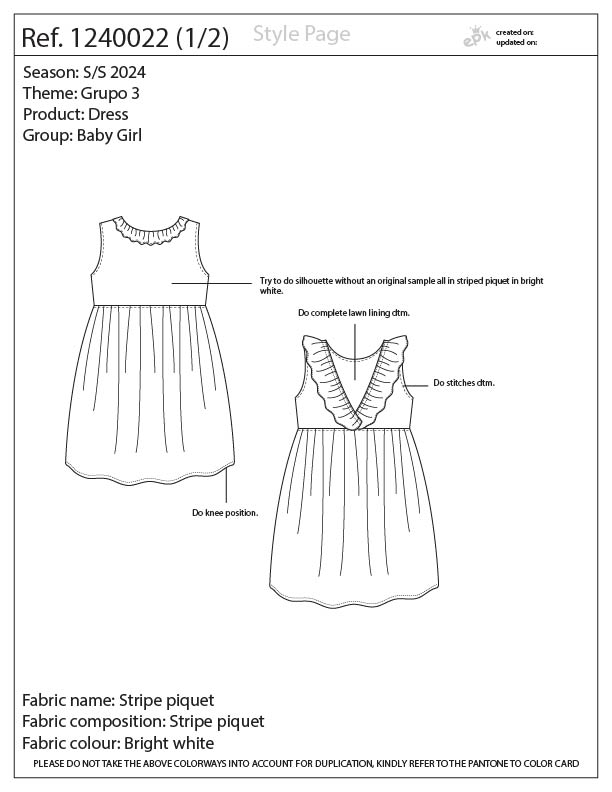 Ref. 1240022 (1/2)
Style Page
epk
created on:
updated on:
Season: S/S 2024
Theme: Grupo 3
Product: Dress
Group: Baby Girl
Try to do silhouette without an original sample all in striped piquet in bright
white.
Do complete lawn lining dtm.
Do stitches dtm.
Do knee position.
Fabric name: Stripe piquet
Fabric composition: Stripe piquet
Fabric colour: Bright white
PLEASE DO NOT TAKE THE ABOVE COLORWAYS INTO ACCOUNT FOR DUPLICATION, KINDLY REFER TO THE PANTONE TO COLOR CARD